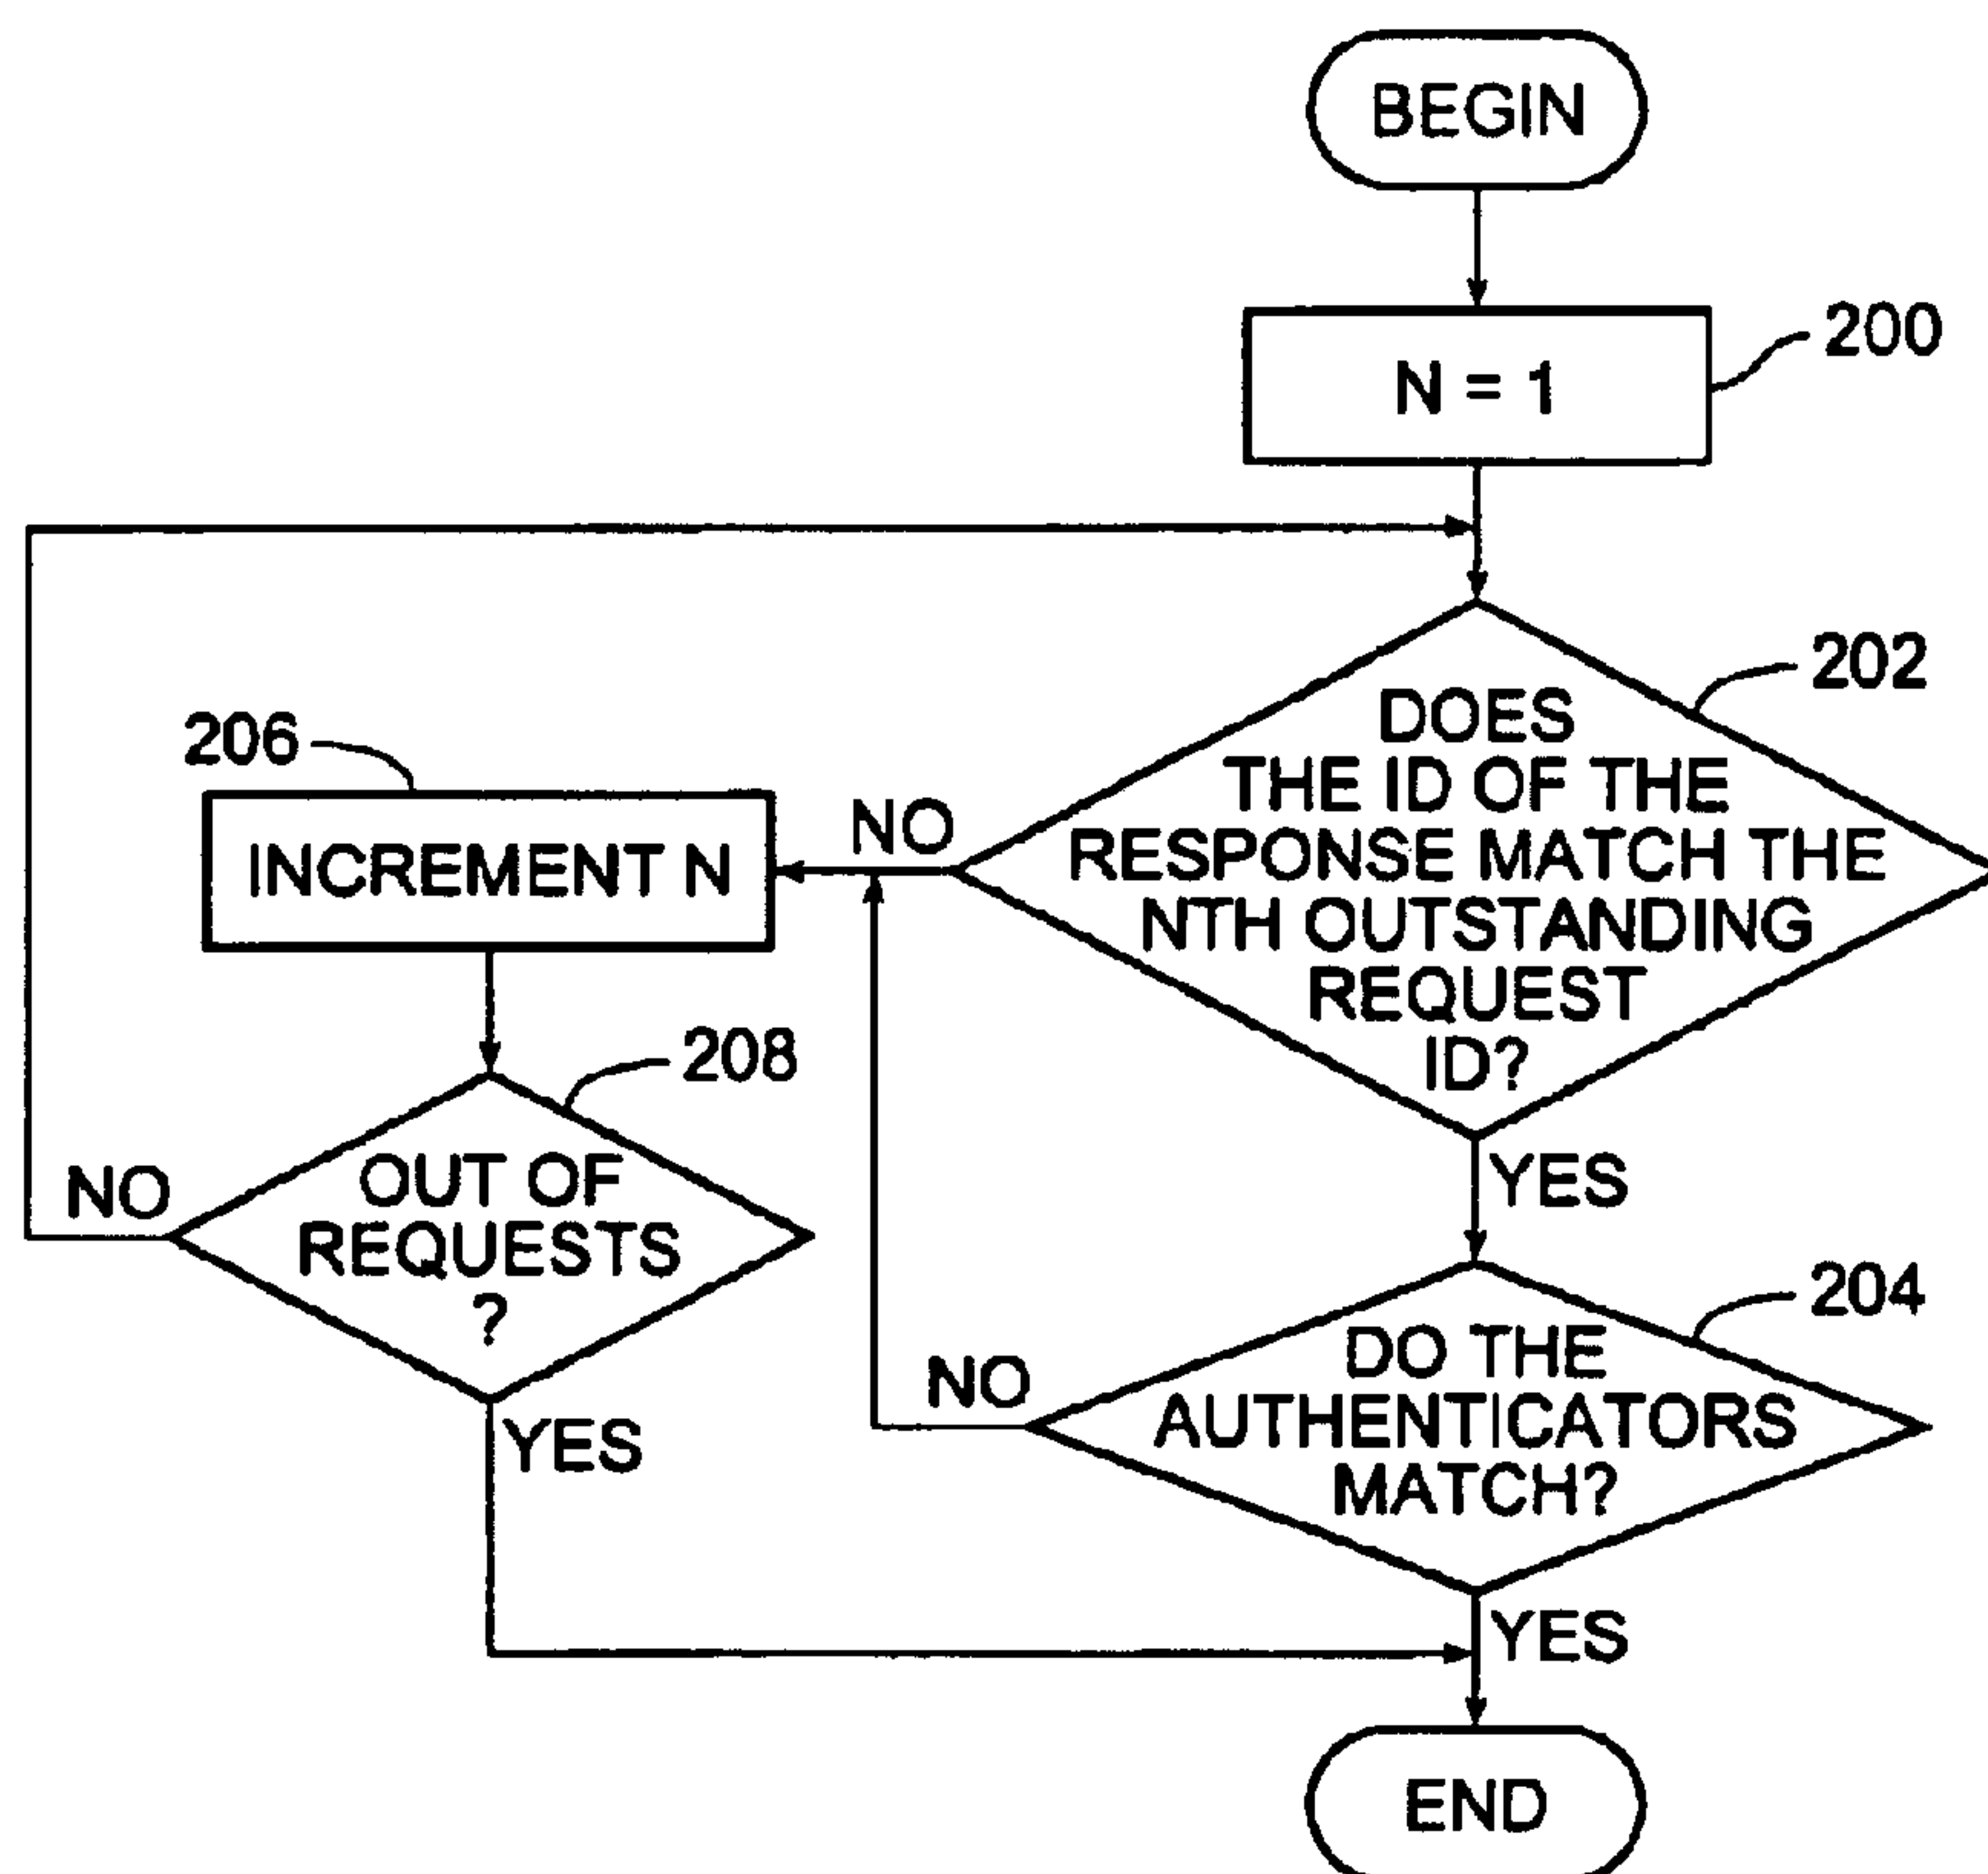 BEGIN
N = 1
200
DOES
THE ID OF THE
RESPONSE MATCH THE
NTH OUTSTANDING
REQUEST
ID?
202
NO
206
INCREMENT N
208
OUT OF
REQUESTS
?
NO
YES
YES
204
DO THE
AUTHENTICATORS
MATCH?
NO
YES
END